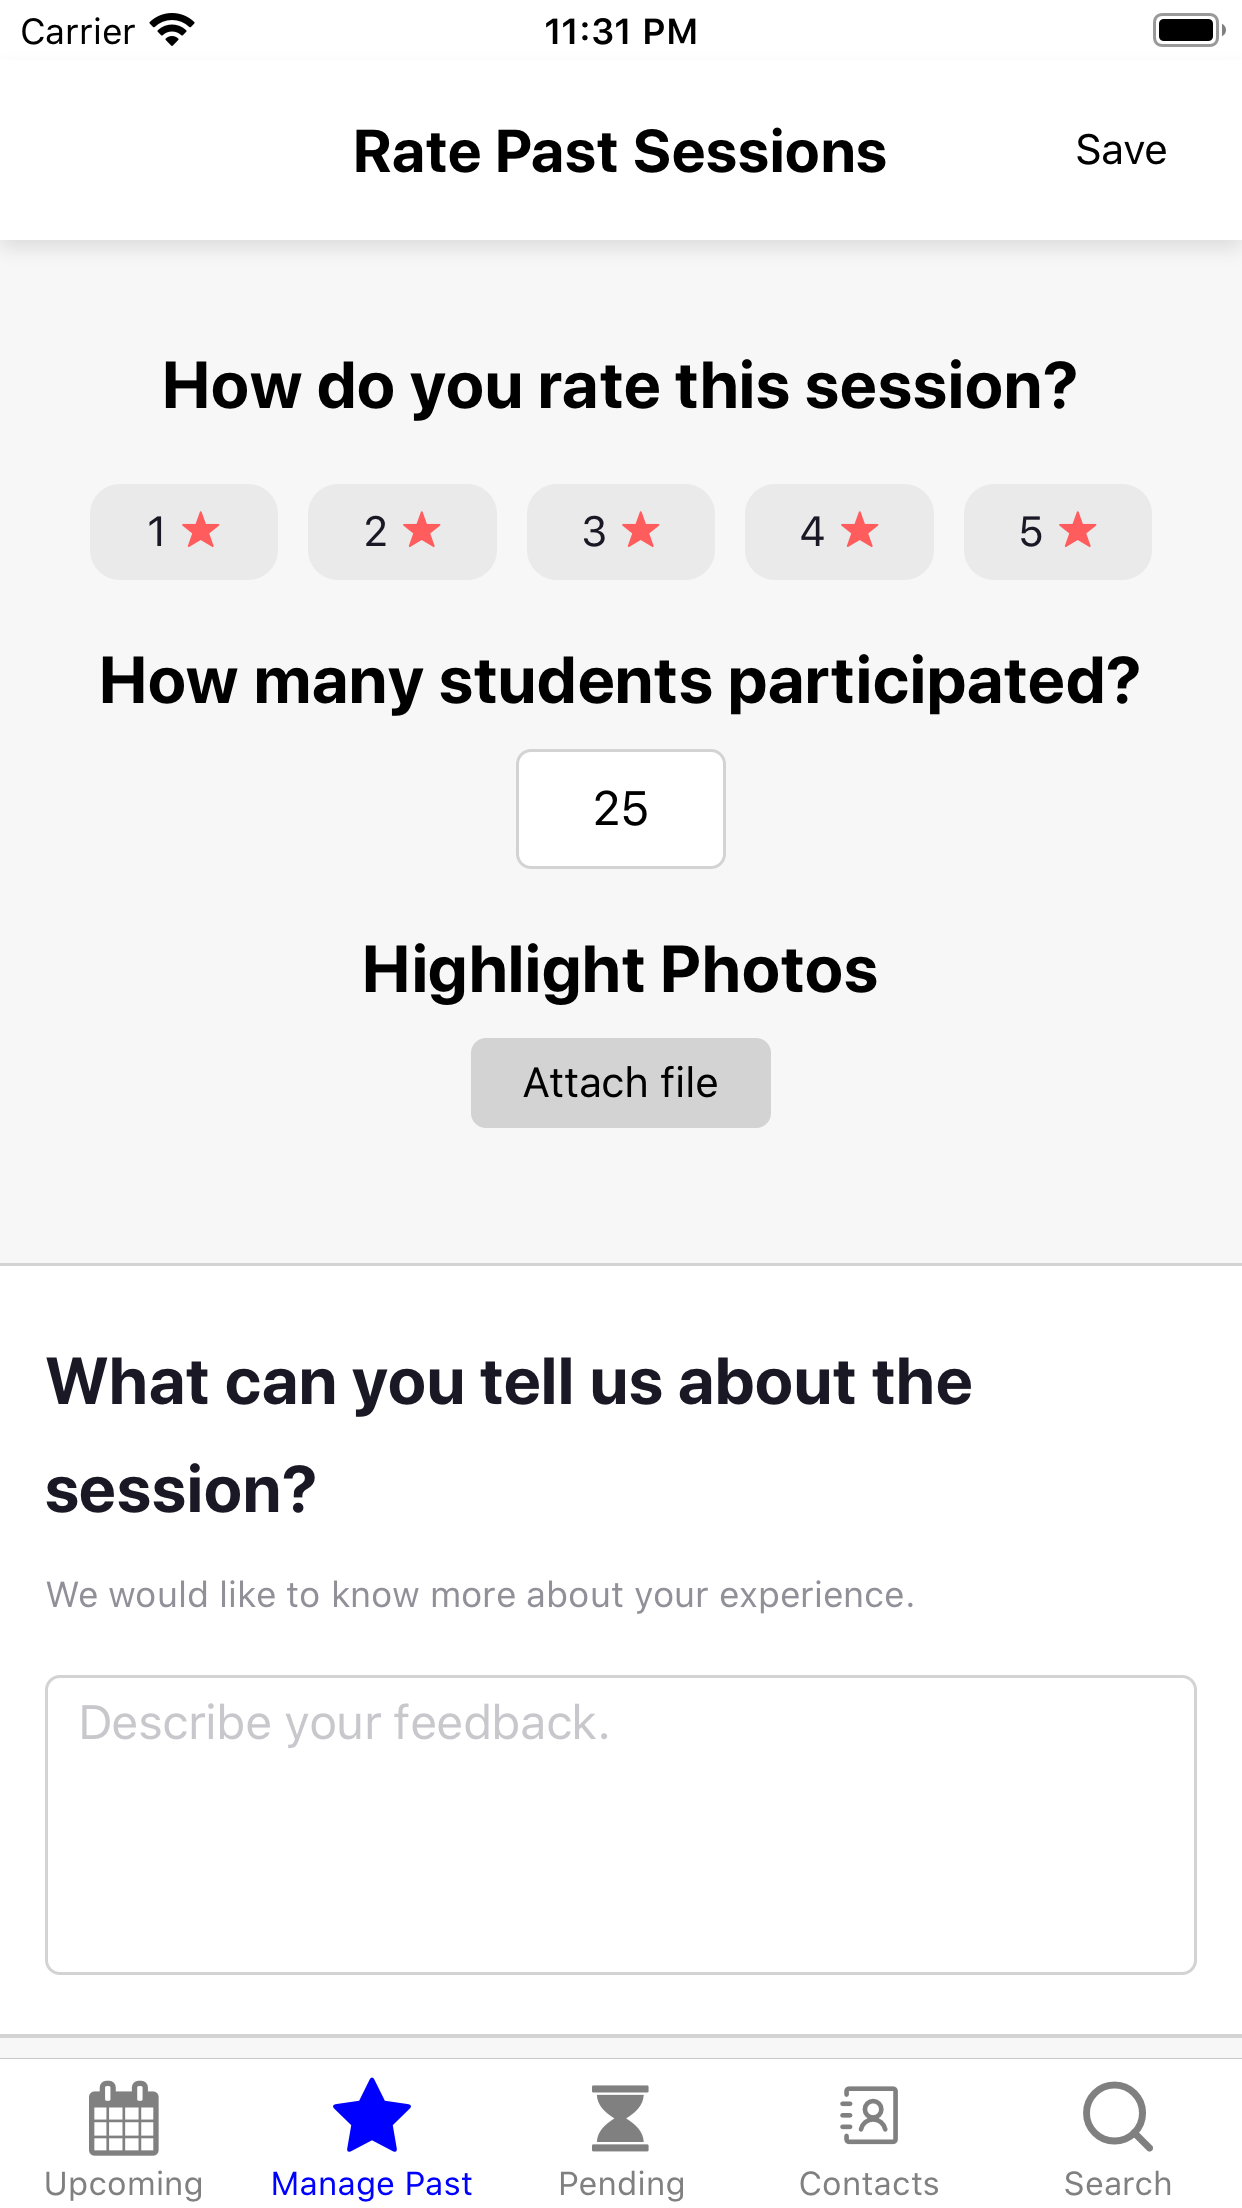 Carrier 11:31 PM
Rate Past Sessions Save
How do you rate this session?
1 2 3 4 5
How many students participated?
25
Highlight Photos
Attach file
What can you tell us about the
session?
We would like to know more about your experience.
Describe your feedback.
Upcoming Manage Past Pending Contacts Search